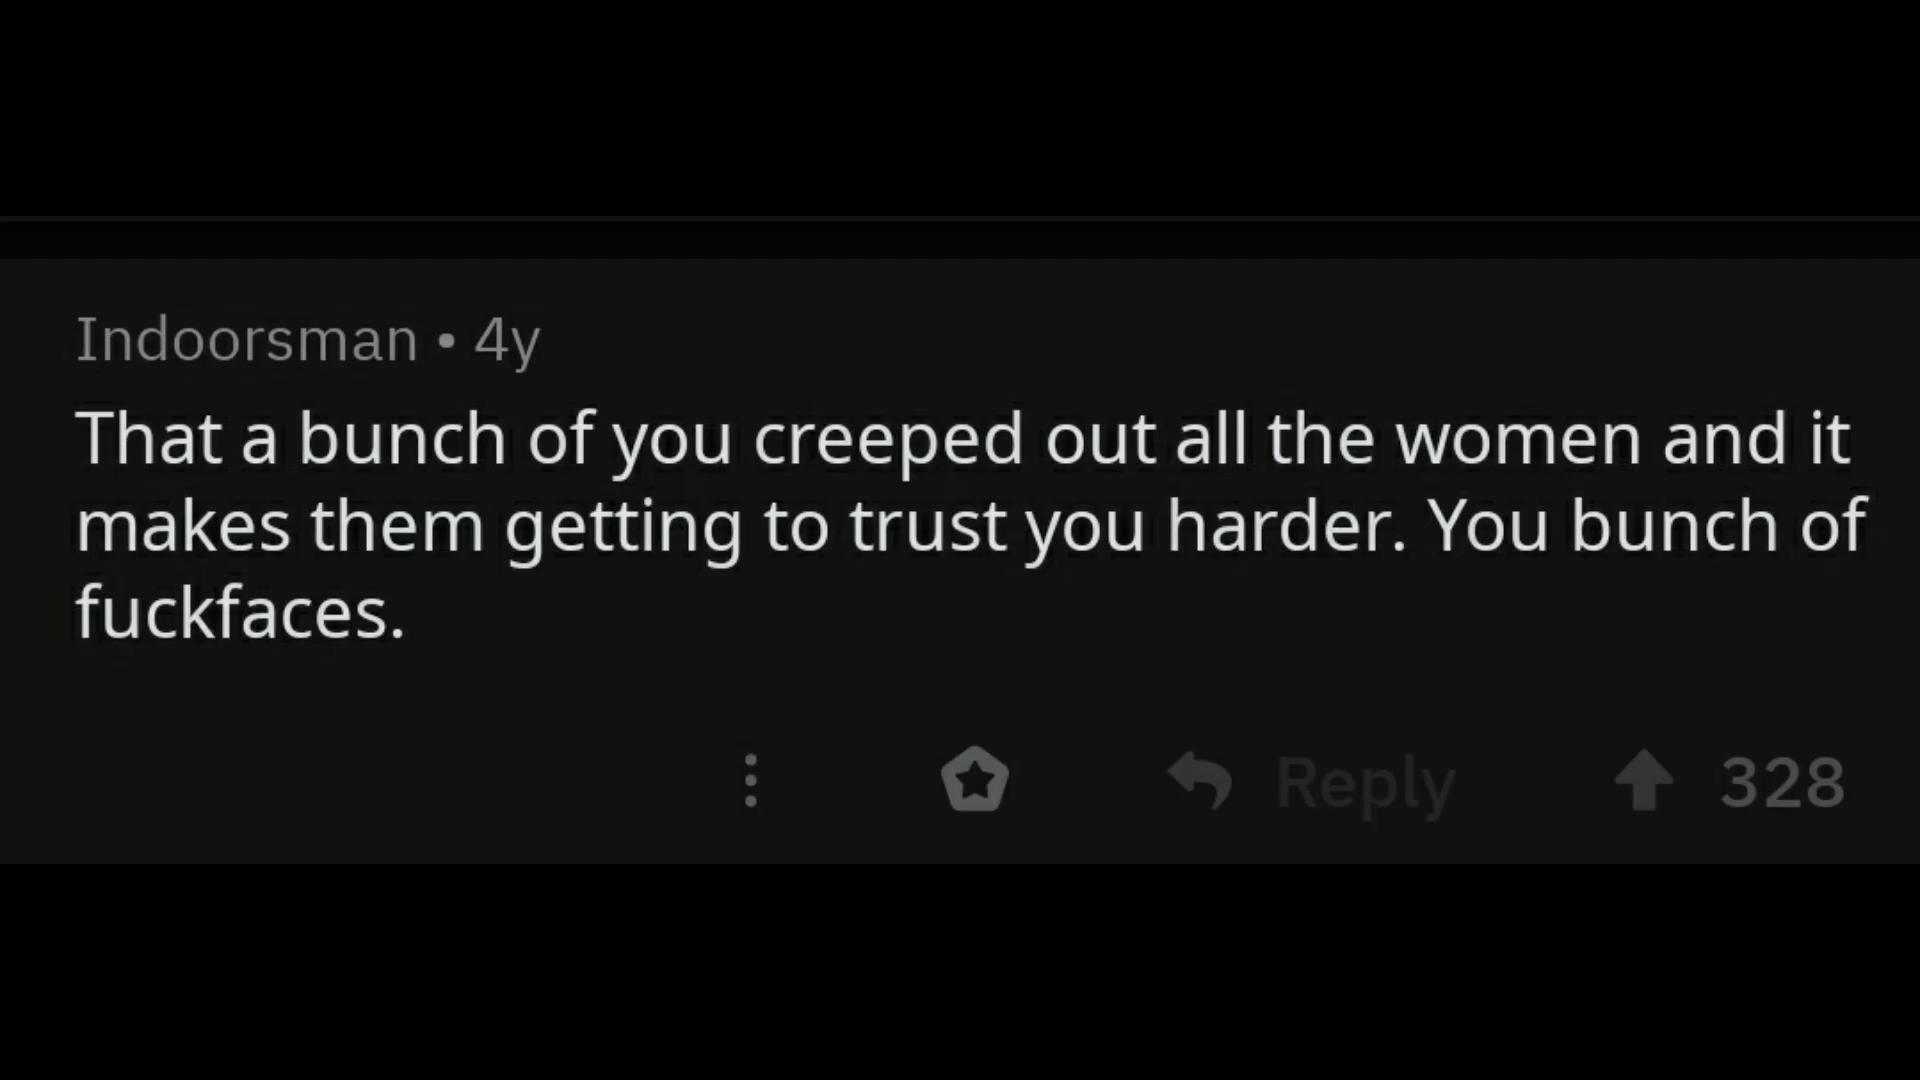 Indoorsman • 4y
That a bunch of you creeped out all the women and it
makes them getting to trust you harder. You bunch of
fuckfaces.
Reply 328